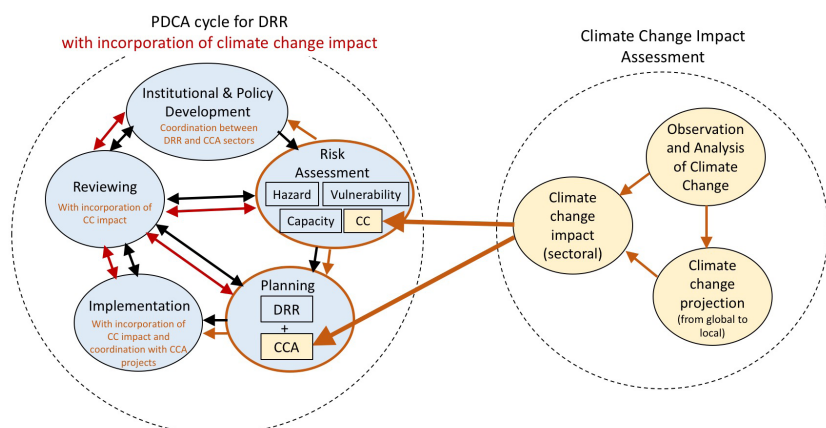 PDCA cycle for DRR
with incorporation of climate change impact
Climate Change Impact
Assessment
Institutional & Policy
Development
Coordination between
DRR and CCA sectors
Risk
Assessment
Hazard
Vulnerability
Capacity
CC
Reviewing
With incorporation of
CC impact
Planning
DRR
+
CCA
Implementation
With incorporation of
CC impact and
coordination with CCA
projects
Observation
and Analysis
of Climate
Change
Climate
change
impact
(sectoral)
Climate
change
projection
(from global to
local)